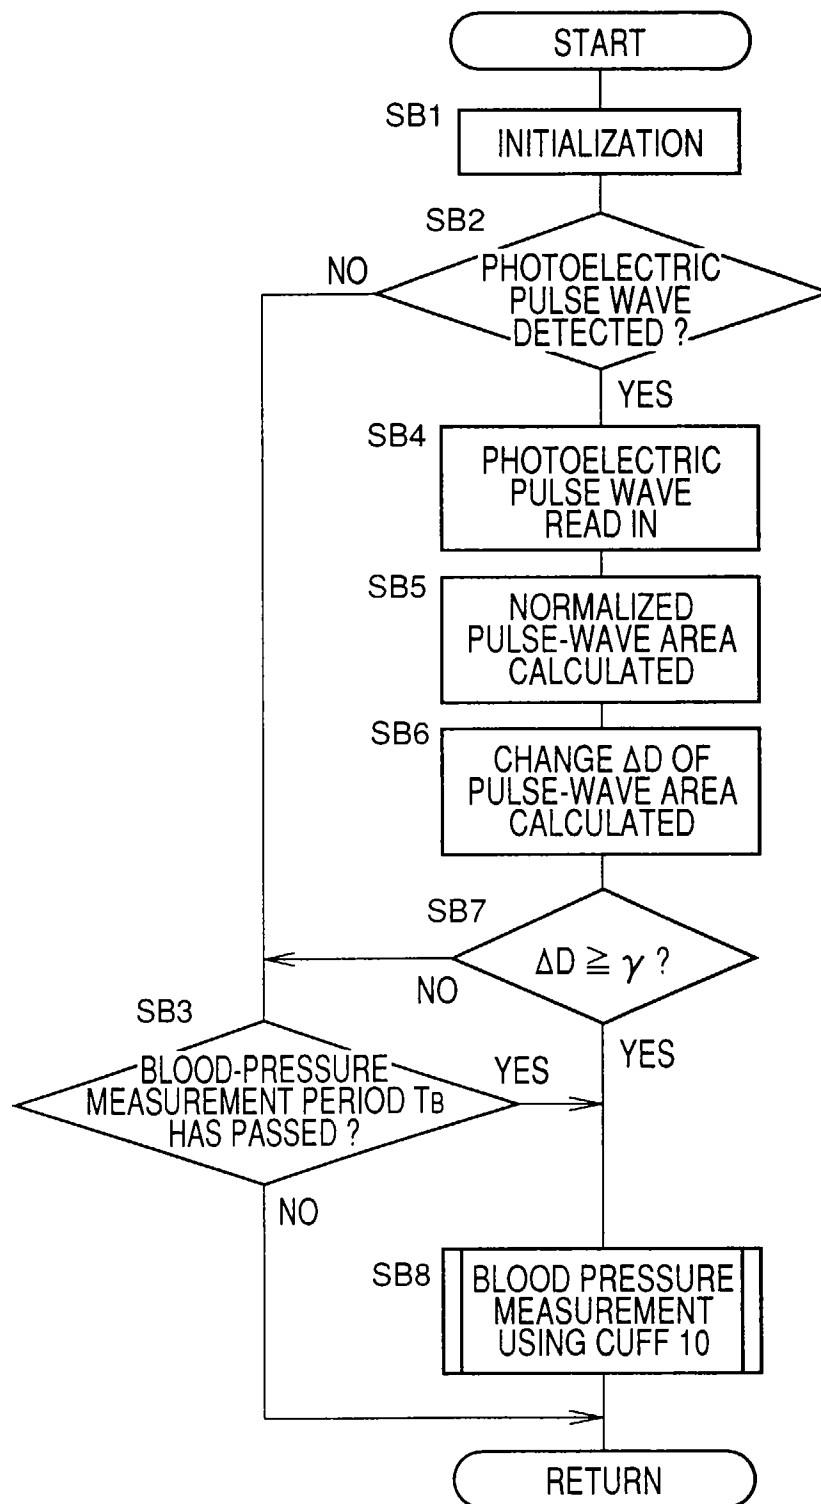 START
SB1
INITIALIZATION
SB2
NO
PHOTOELECTRIC
PULSE WAVE
DETECTED ?
YES
SB4
PHOTOELECTRIC
PULSE WAVE
READ IN
SB5
NORMALIZED
PULSE-WAVE AREA
CALCULATED
SB6
CHANGE ΔD OF
PULSE-WAVE AREA
CALCULATED
SB7
ΔD ≧ γ ?
NO
YES
SB3
BLOOD-PRESSURE
MEASUREMENT PERIOD TB
HAS PASSED ?
YES
NO
SB8
BLOOD PRESSURE
MEASUREMENT
USING CUFF 10
RETURN